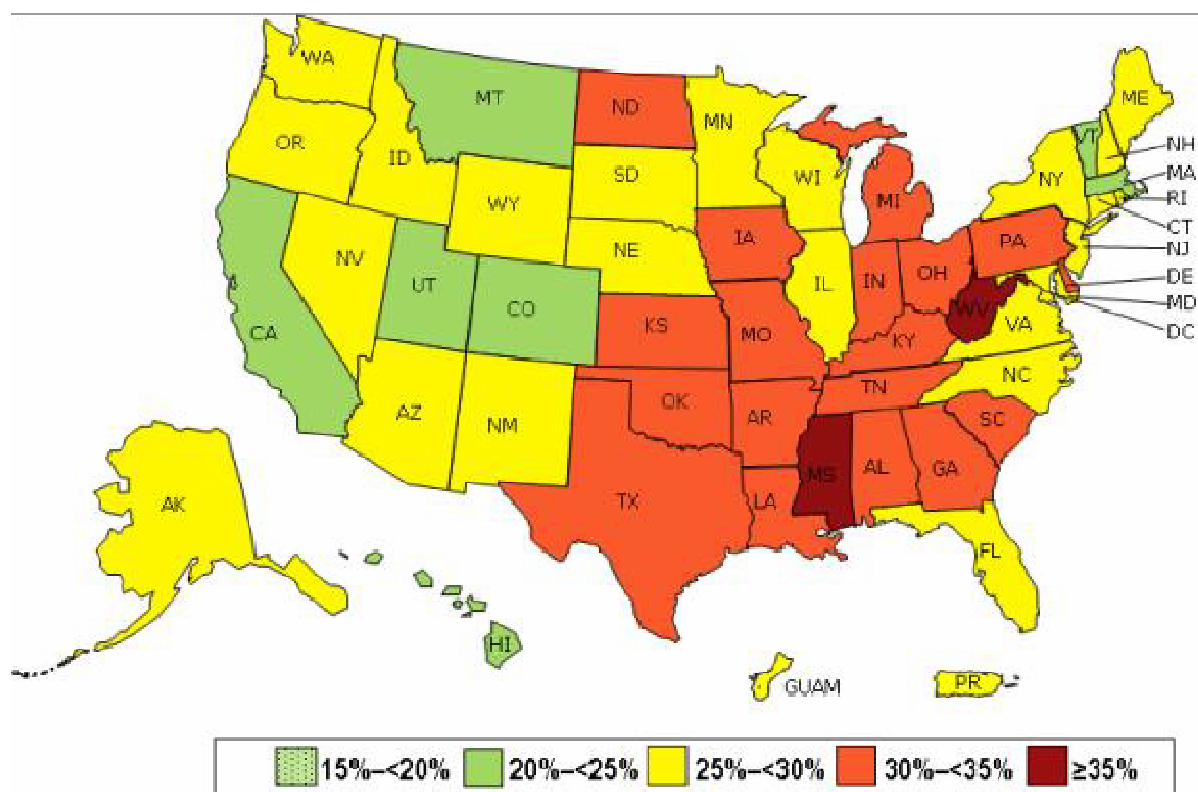 WA
MT
ND
MN
ME
OR
ID
SD
WI
NY
VT
NH
MA
RI
CT
NJ
DE
MD
DC
WY
MI
IA
PA
NE
NV
UT
CO
IL
IN
OH
WV
VA
CA
KS
MO
KY
NC
AZ
NM
OK
AR
TN
SC
MS
AL
GA
TX
LA
AK
FL
HI
GUAM
PR
15%–<20% 20%–<25% 25%–<30% 30%–<35% ≥35%